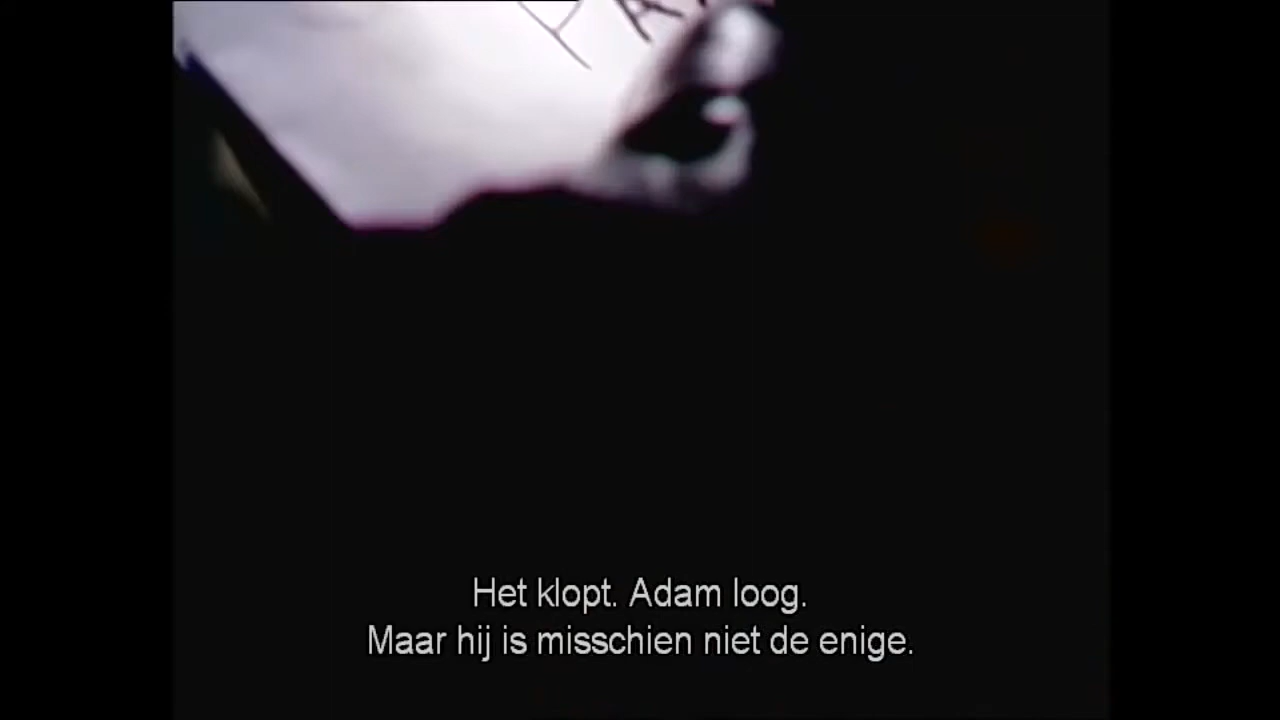 Het klopt. Adam loog.
Maar hij is misschien niet de enige.